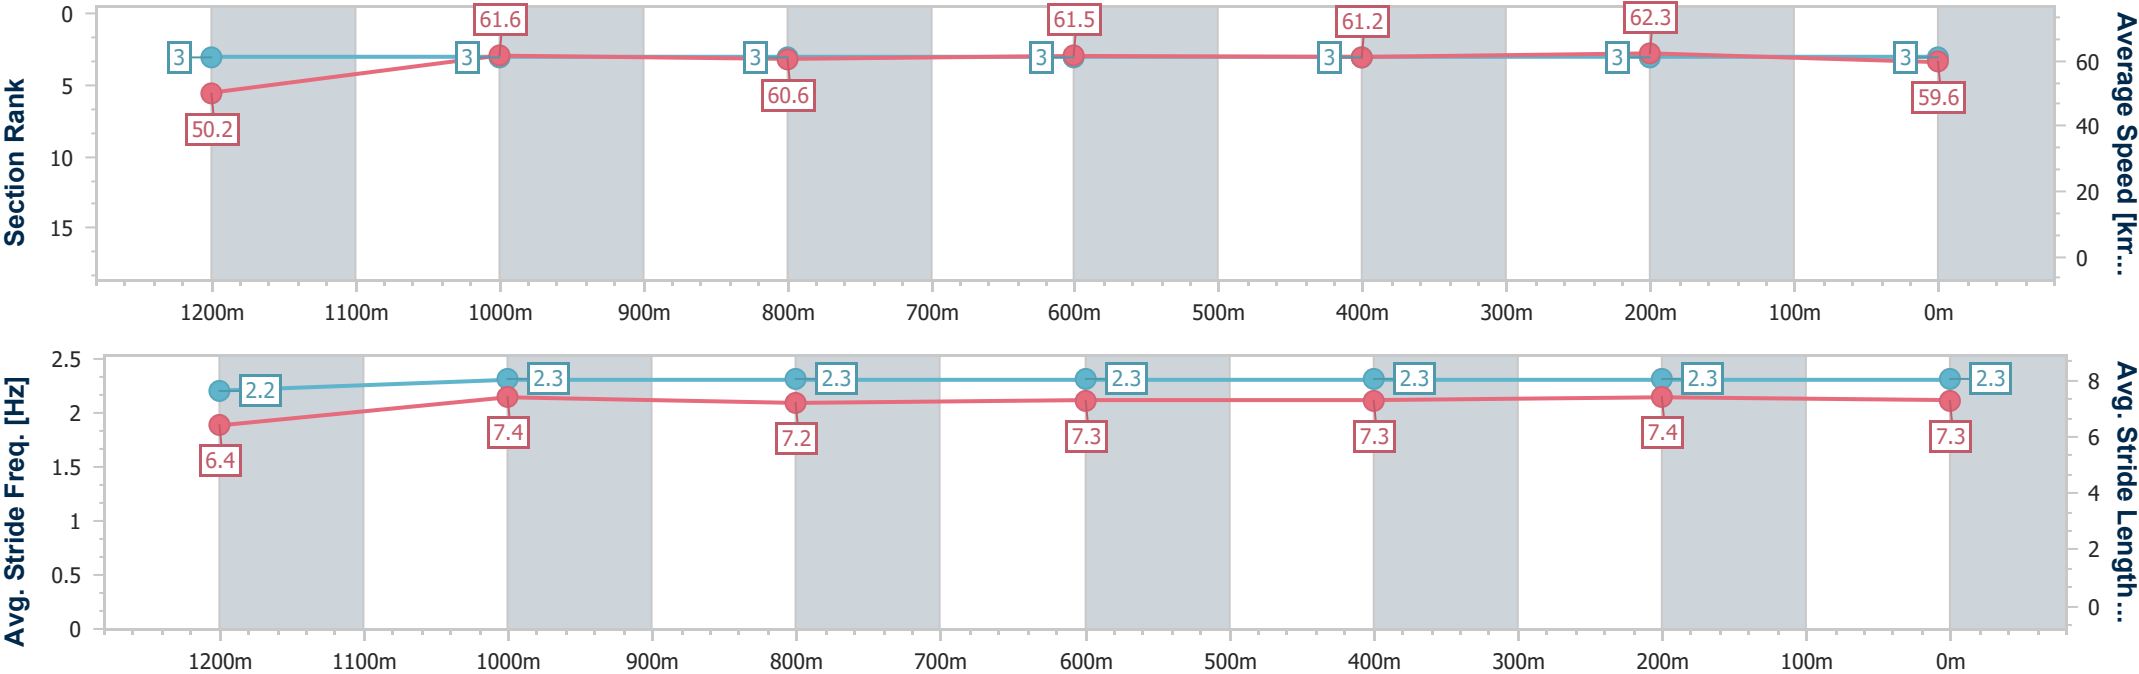 Section Rank
0
5
10
15
3
3
3
3
3
3
3
50.2
61.6
60.6
61.5
61.2
62.3
59.6
60
40
20
0
Average Speed [km...
1200m
1100m
1000m
900m
800m
700m
600m
500m
400m
300m
200m
100m
0m
Avg. Stride Freq. [Hz]
2.5
2
1.5
1
0.5
0
2.2
2.3
2.3
2.3
2.3
2.3
2.3
6.4
7.4
7.2
7.3
7.3
7.4
7.3
8
6
4
2
0
Avg. Stride Length ...
1200m
1100m
1000m
900m
800m
700m
600m
500m
400m
300m
200m
100m
0m